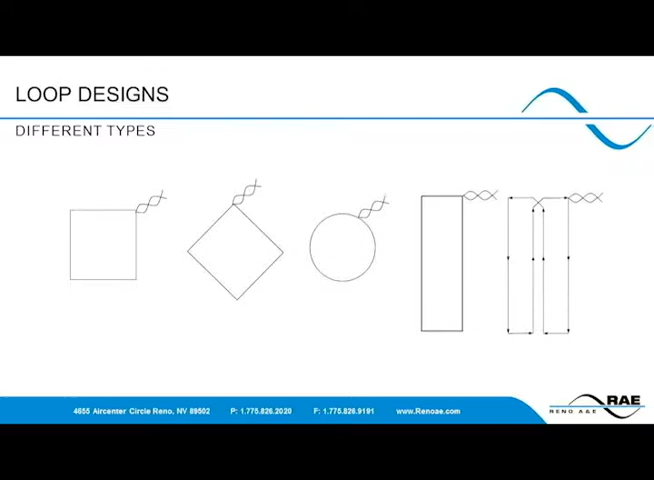 LOOP DESIGNS
DIFFERENT TYPES
4655 Aircenter Circle Reno, NV 89502 P: 1.775.826.2020 F: 1.775.826.9191 www.Renoae.com
RAE
RENO A&E